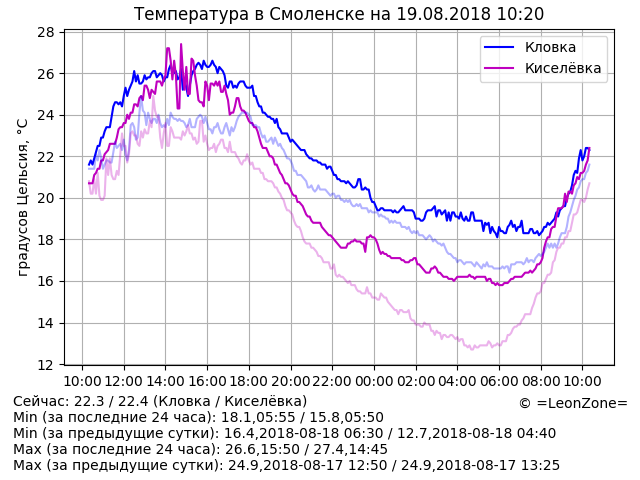 Температура в Смоленске на 19.08.2018 10:20
Кловка
Киселёвка
градусов Цельсия, °C
28
26
24
22
20
18
16
14
12
10:00 12:00 14:00 16:00 18:00 20:00 22:00 00:00 02:00 04:00 06:00 08:00 10:00
Сейчас: 22.3 / 22.4 (Кловка / Киселёвка)
© =LeonZone=
Min (за последние 24 часа): 18.1,05:55 / 15.8,05:50
Min (за предыдущие сутки): 16.4,2018-08-18 06:30 / 12.7,2018-08-18 04:40
Max (за последние 24 часа): 26.6,15:50 / 27.4,14:45
Max (за предыдущие сутки): 24.9,2018-08-17 12:50 / 24.9,2018-08-17 13:25